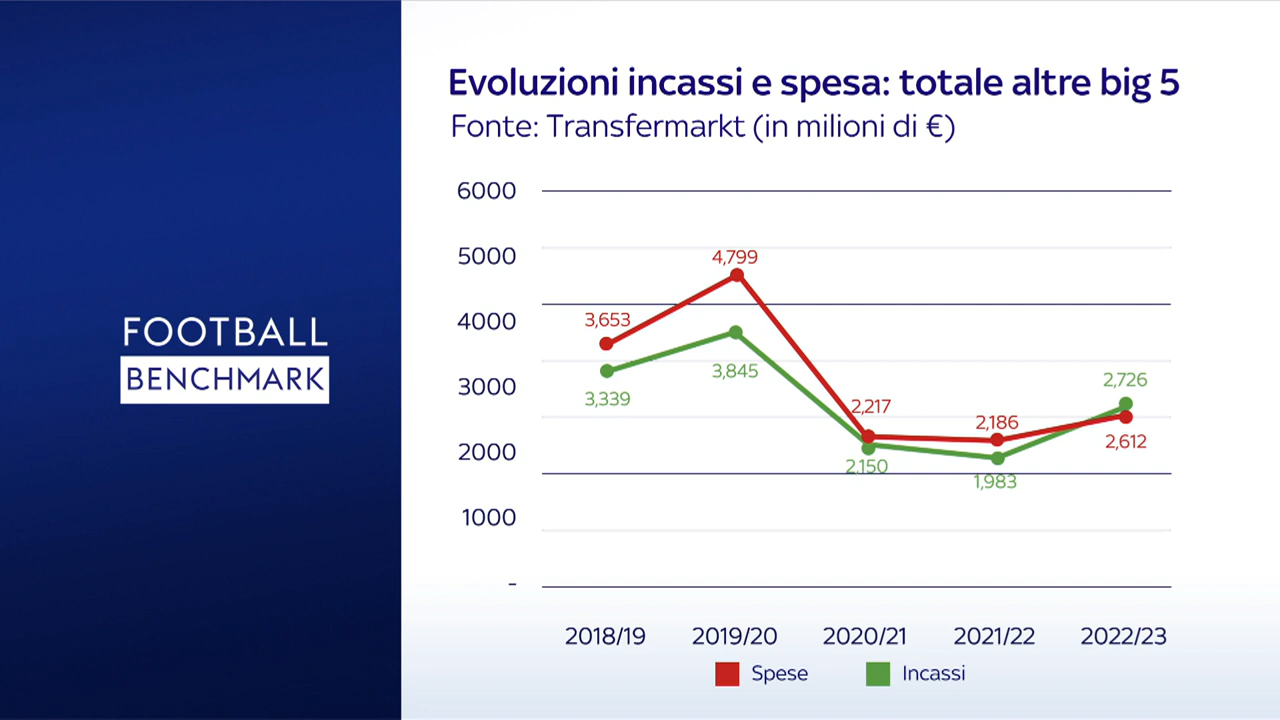 FOOTBALL
BENCHMARK
Evoluzioni incassi e spesa: totale altre big 5
Fonte: Transfermarkt (in milioni di €)
6000
5000
4000
3000
2000
1000
-
4,799
3,653
3,845
3,339
2,217
2,150
2,186
1,983
2,726
2,612
2018/19 2019/20 2020/21 2021/22 2022/23
Spese Incassi